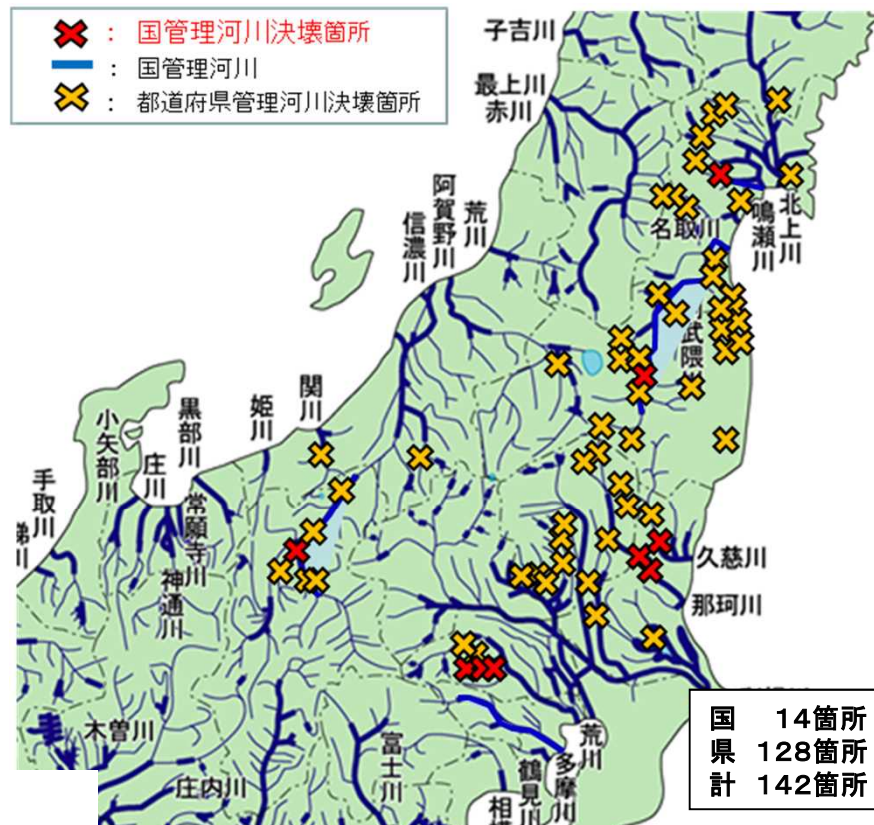 : 国管理河川決壊箇所
: 国管理河川
: 都道府県管理河川決壊箇所
子吉川
最上川
赤川
荒川
阿賀野川
信濃川
北上川
鳴瀬川
名取川
関川
姫川
黒部川
常願寺川
神通川
庄川
小矢部川
手取川
久慈川
那珂川
木曽川
庄内川
富士川
荒川
多摩川
鶴見川
国 14箇所
県 128箇所
計 142箇所